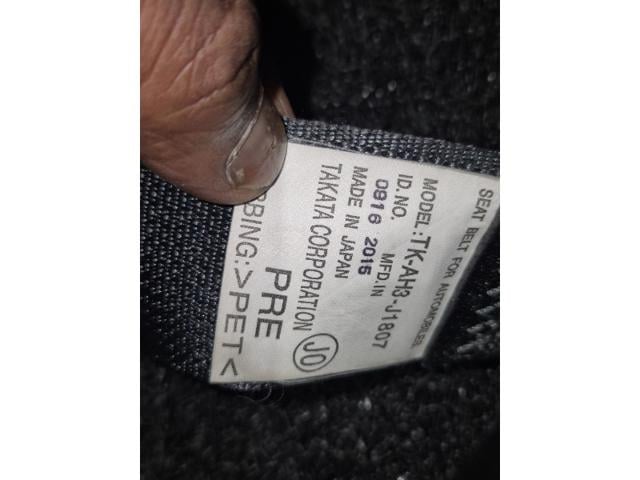 SEAT BELT FOR AUTOMOBILES
MODEL:TK-AH3-J1807
ID.NO. MFD.IN
0916 2015
MADE IN JAPAN
TAKATA CORPORATION JO
PRE
BBING:>PET<